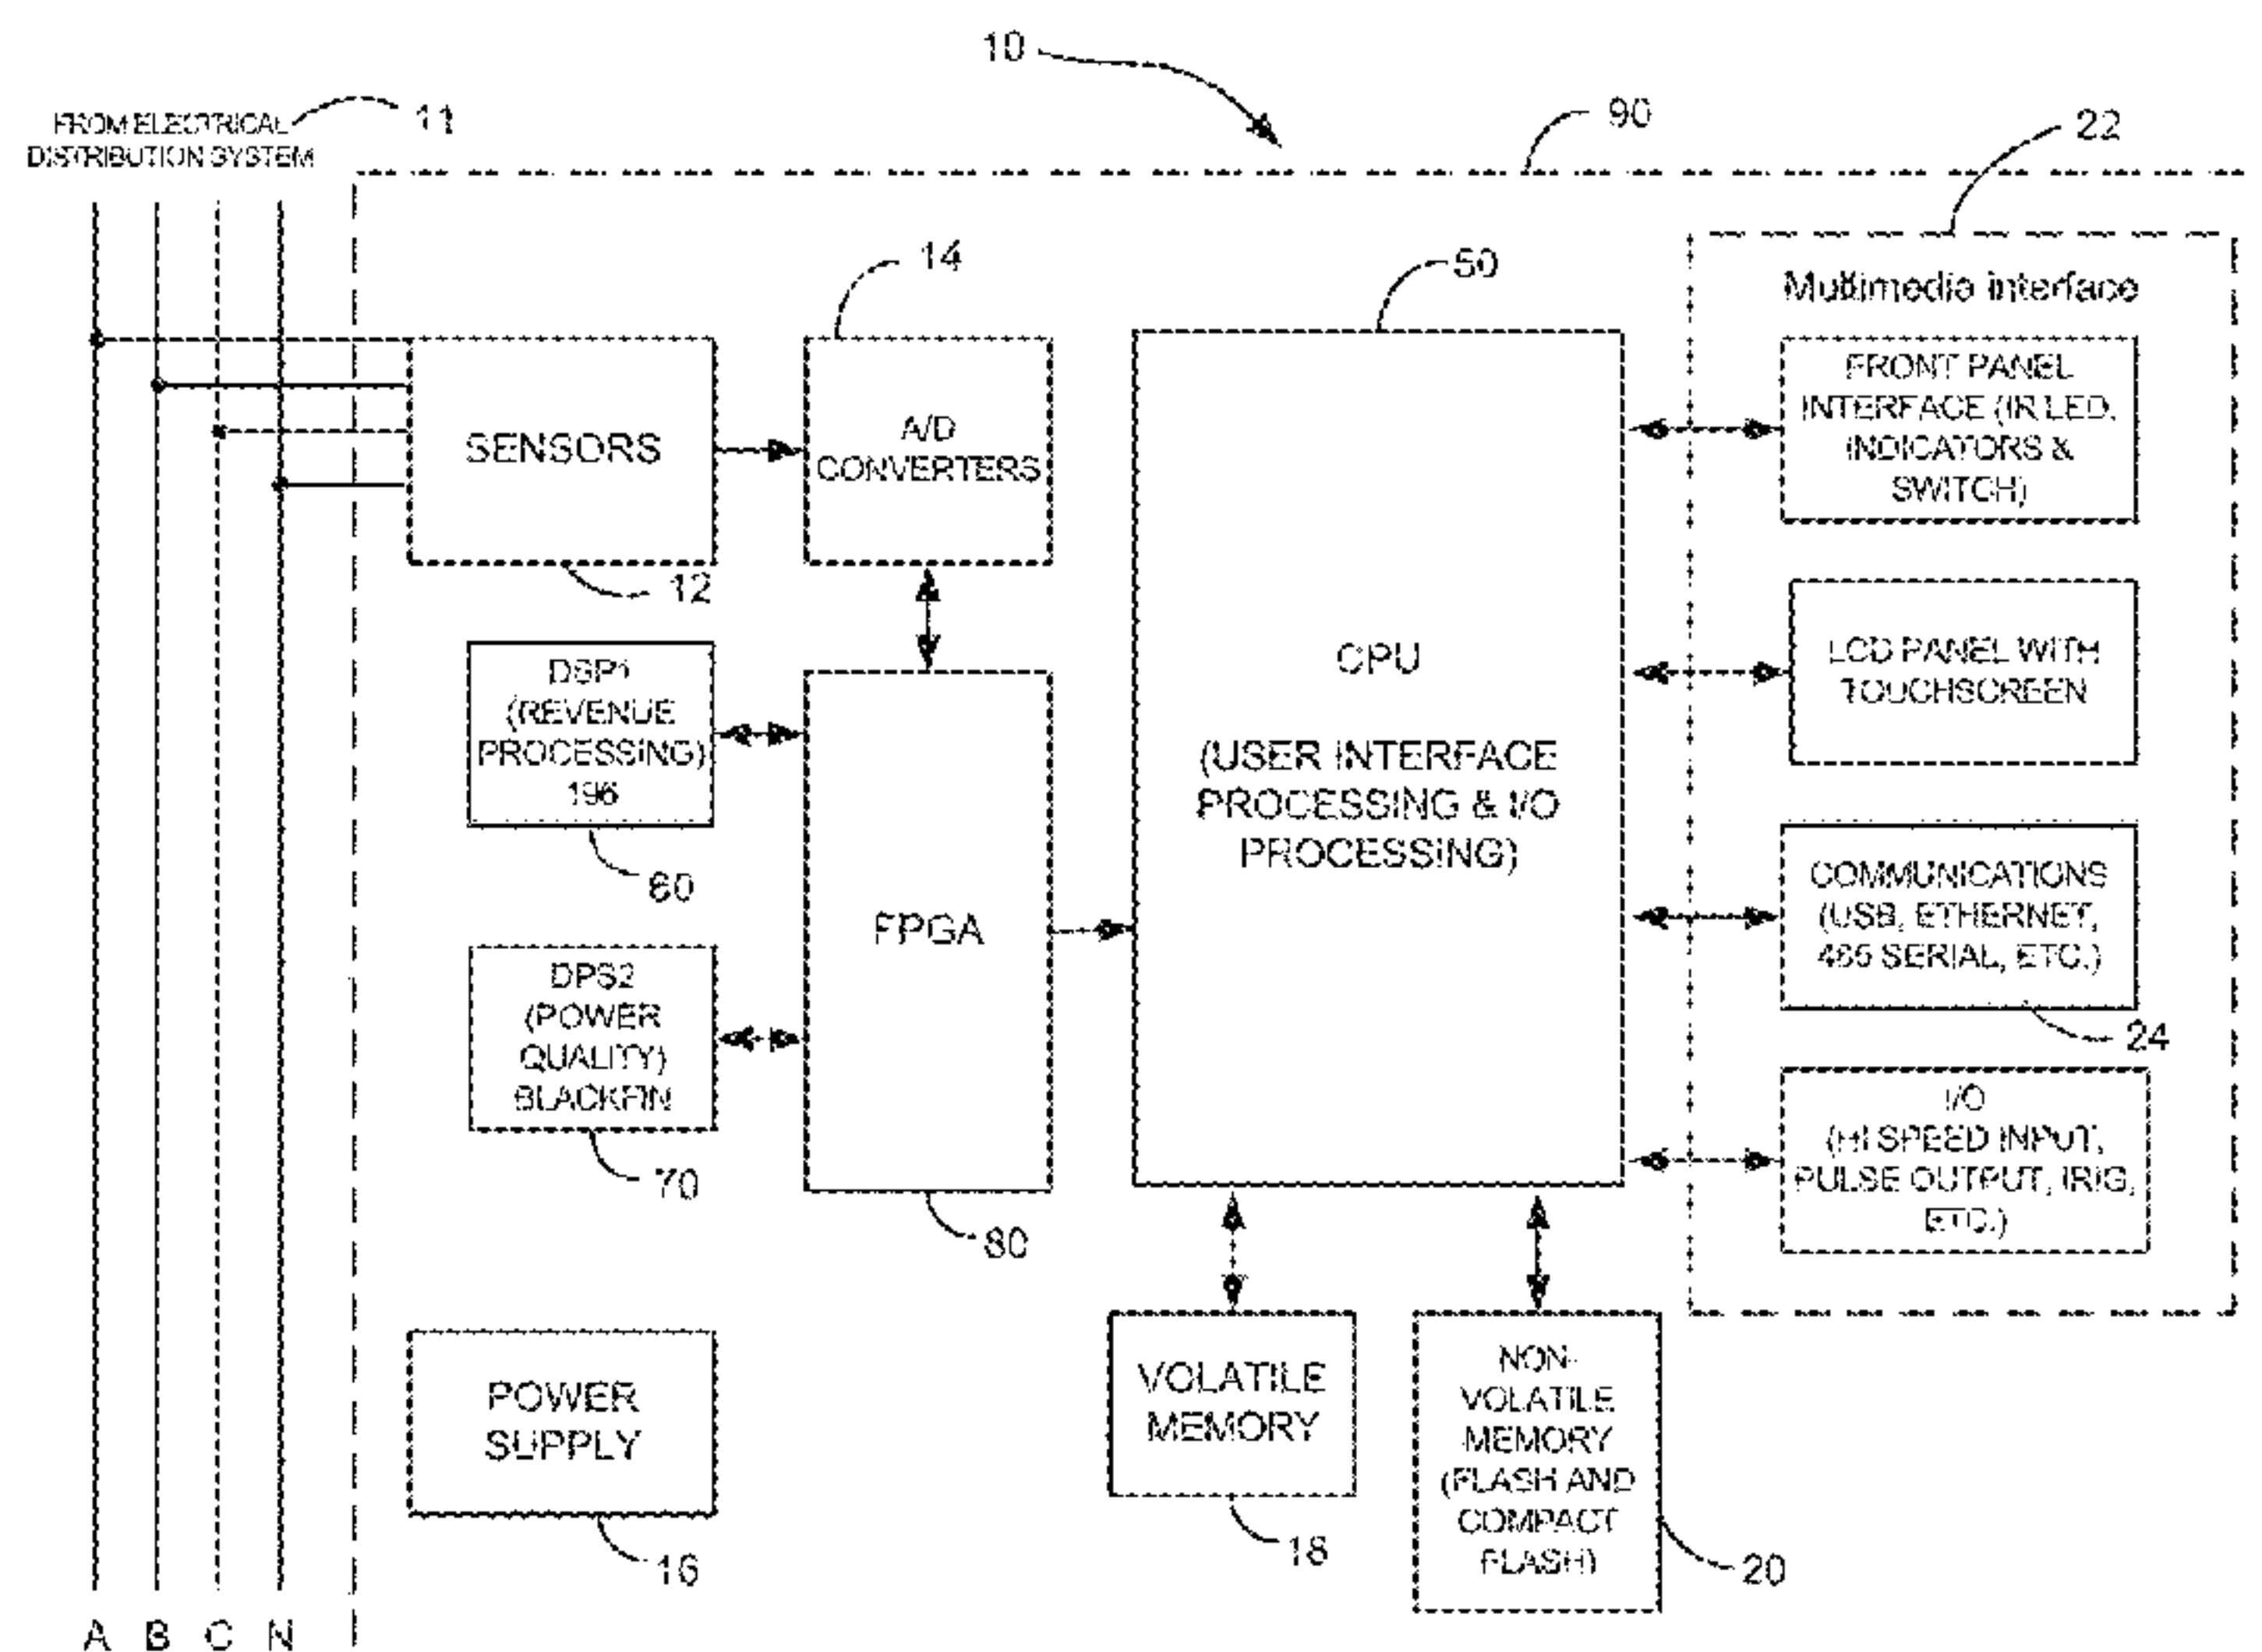 10
FROM ELECTRICAL
DISTRIBUTION SYSTEM
11
90
22
14
50
Multimedia interface
SENSORS
12
A/D
CONVERTERS
FRONT PANEL
INTERFACE (IR LED,
INDICATORS &
SWITCH)
DSP1
(REVENUE
PROCESSING)
196
60
CPU
(USER INTERFACE
PROCESSING & I/O
PROCESSING)
LCD PANEL WITH
TOUCHSCREEN
FPGA
80
COMMUNICATIONS
(USB, ETHERNET,
485 SERIAL, ETC.)
24
DPS2
(POWER
QUALITY)
BLACKFIN
70
I/O
(HI SPEED INPUT,
PULSE OUTPUT, IRIG,
ETC.)
POWER
SUPPLY
16
VOLATILE
MEMORY
18
NON-
VOLATILE
MEMORY
(FLASH AND
COMPACT
FLASH)
20
A B C N